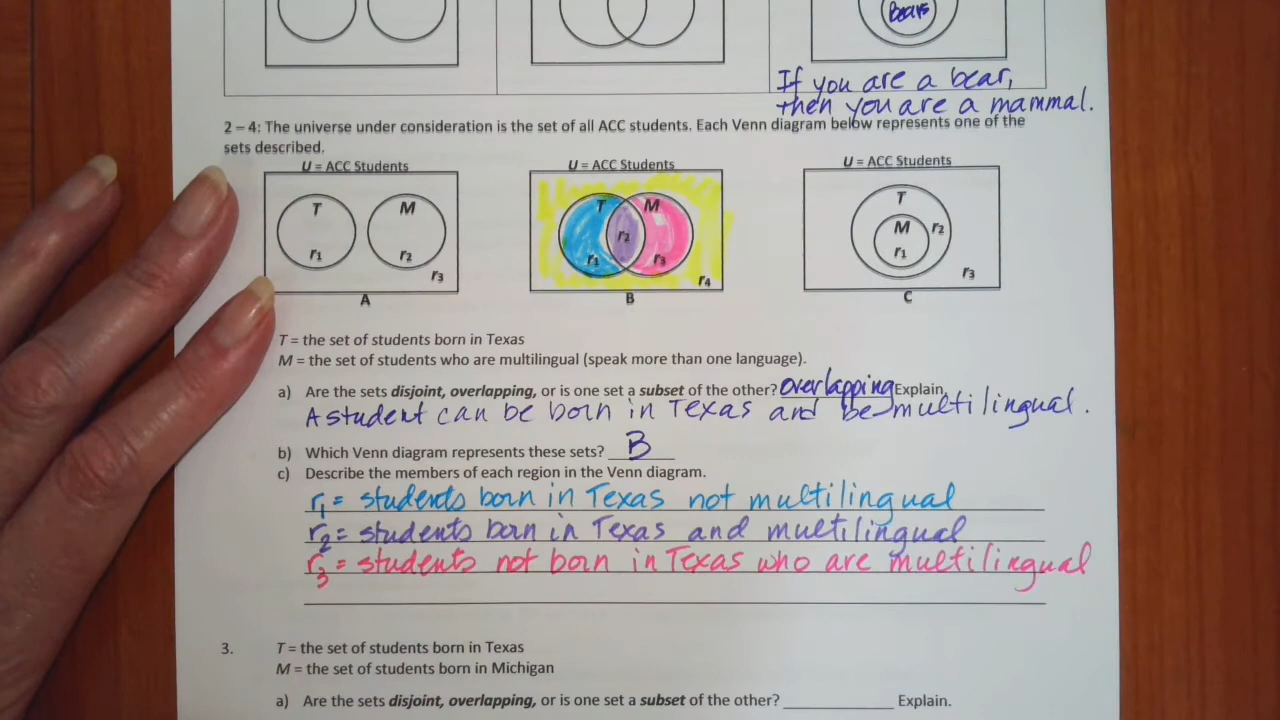 Bears
If you are a bear,
then you are a mammal.
2 – 4: The universe under consideration is the set of all ACC students. Each Venn diagram below represents one of the
sets described.
U = ACC Students
T M
r1 r2
r3
A
U = ACC Students
T M
r2
r1 r3
r4
B
U = ACC Students
T
M r2
r1
r3
C
T = the set of students born in Texas
M = the set of students who are multilingual (speak more than one language).
a) Are the sets disjoint, overlapping, or is one set a subset of the other? overlapping Explain.
A student can be born in Texas and be multilingual.
b) Which Venn diagram represents these sets? B
c) Describe the members of each region in the Venn diagram.
r1 = students born in Texas not multilingual
r2 = students born in Texas and multilingual
r3 = students not born in Texas who are multilingual
3. T = the set of students born in Texas
M = the set of students born in Michigan
a) Are the sets disjoint, overlapping, or is one set a subset of the other? ____________ Explain.